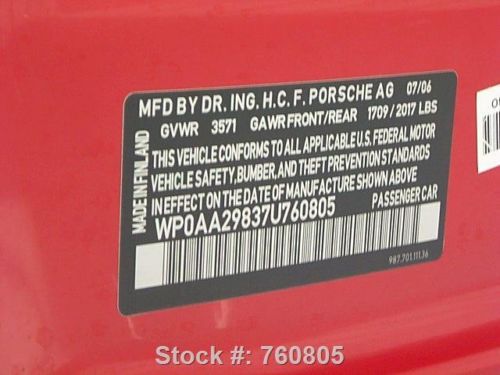 MFD BY DR. ING. H.C. F. PORSCHE AG 07/06
GVWR 3571 GAWR FRONT/REAR 1709 / 2017 LBS
MADE IN FINLAND
THIS VEHICLE CONFORMS TO ALL APPLICABLE U.S. FEDERAL MOTOR
VEHICLE SAFETY, BUMBER, AND THEFT PREVENTION STANDARDS
IN EFFECT ON THE DATE OF MANUFACTURE SHOWN ABOVE.
WP0AA29837U760805 PASSENGER CAR
987.701.111.36
Stock #: 760805